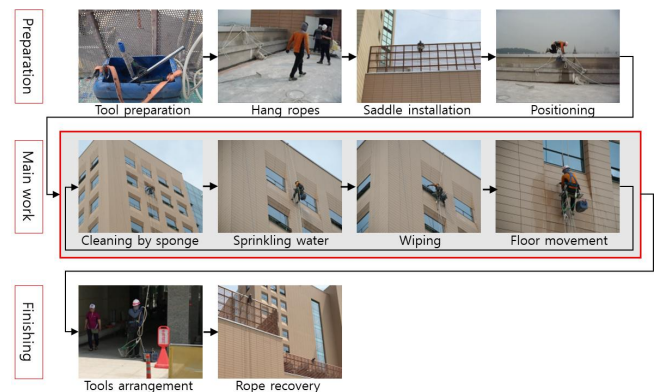 Preparation
Tool preparation
Hang ropes
Saddle installation
Positioning
Main work
Cleaning by sponge
Sprinkling water
Wiping
Floor movement
Finishing
Tools arrangement
Rope recovery